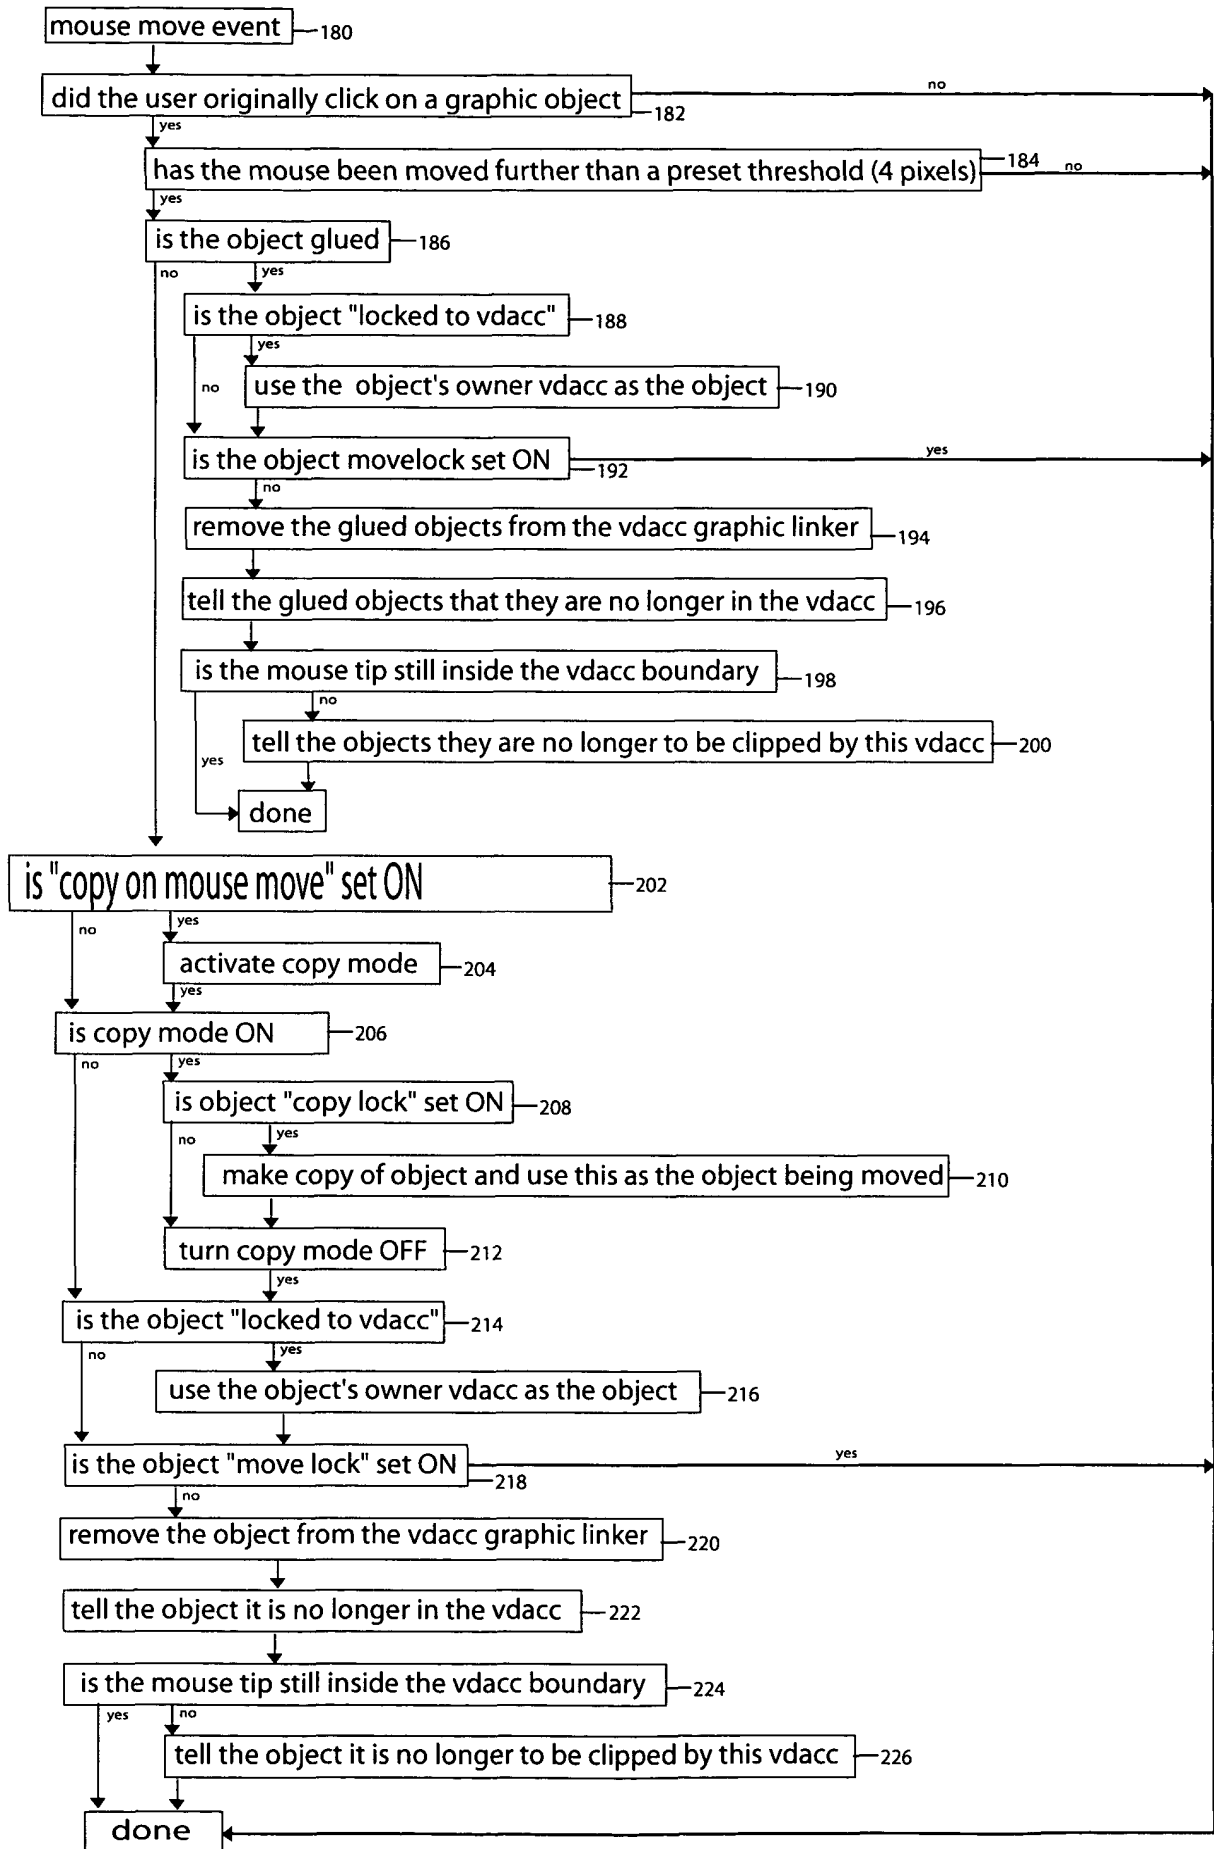 mouse move event 180
did the user originally click on a graphic object no
182
yes
has the mouse been moved further than a preset threshold (4 pixels) 184 no
yes
is the object glued 186
no yes
is the object "locked to vdacc" 188
yes
no
use the object's owner vdacc as the object 190
is the object movelock set ON yes
192
no
remove the glued objects from the vdacc graphic linker 194
tell the glued objects that they are no longer in the vdacc 196
is the mouse tip still inside the vdacc boundary 198
no
tell the objects they are no longer to be clipped by this vdacc 200
yes
done
is "copy on mouse move" set ON 202
no yes
activate copy mode 204
yes
is copy mode ON 206
no yes
is object "copy lock" set ON 208
no yes
make copy of object and use this as the object being moved 210
turn copy mode OFF 212
yes
is the object "locked to vdacc" 214
no yes
use the object's owner vdacc as the object 216
is the object "move lock" set ON yes
218
no
remove the object from the vdacc graphic linker 220
tell the object it is no longer in the vdacc 222
is the mouse tip still inside the vdacc boundary 224
yes no
tell the object it is no longer to be clipped by this vdacc 226
done